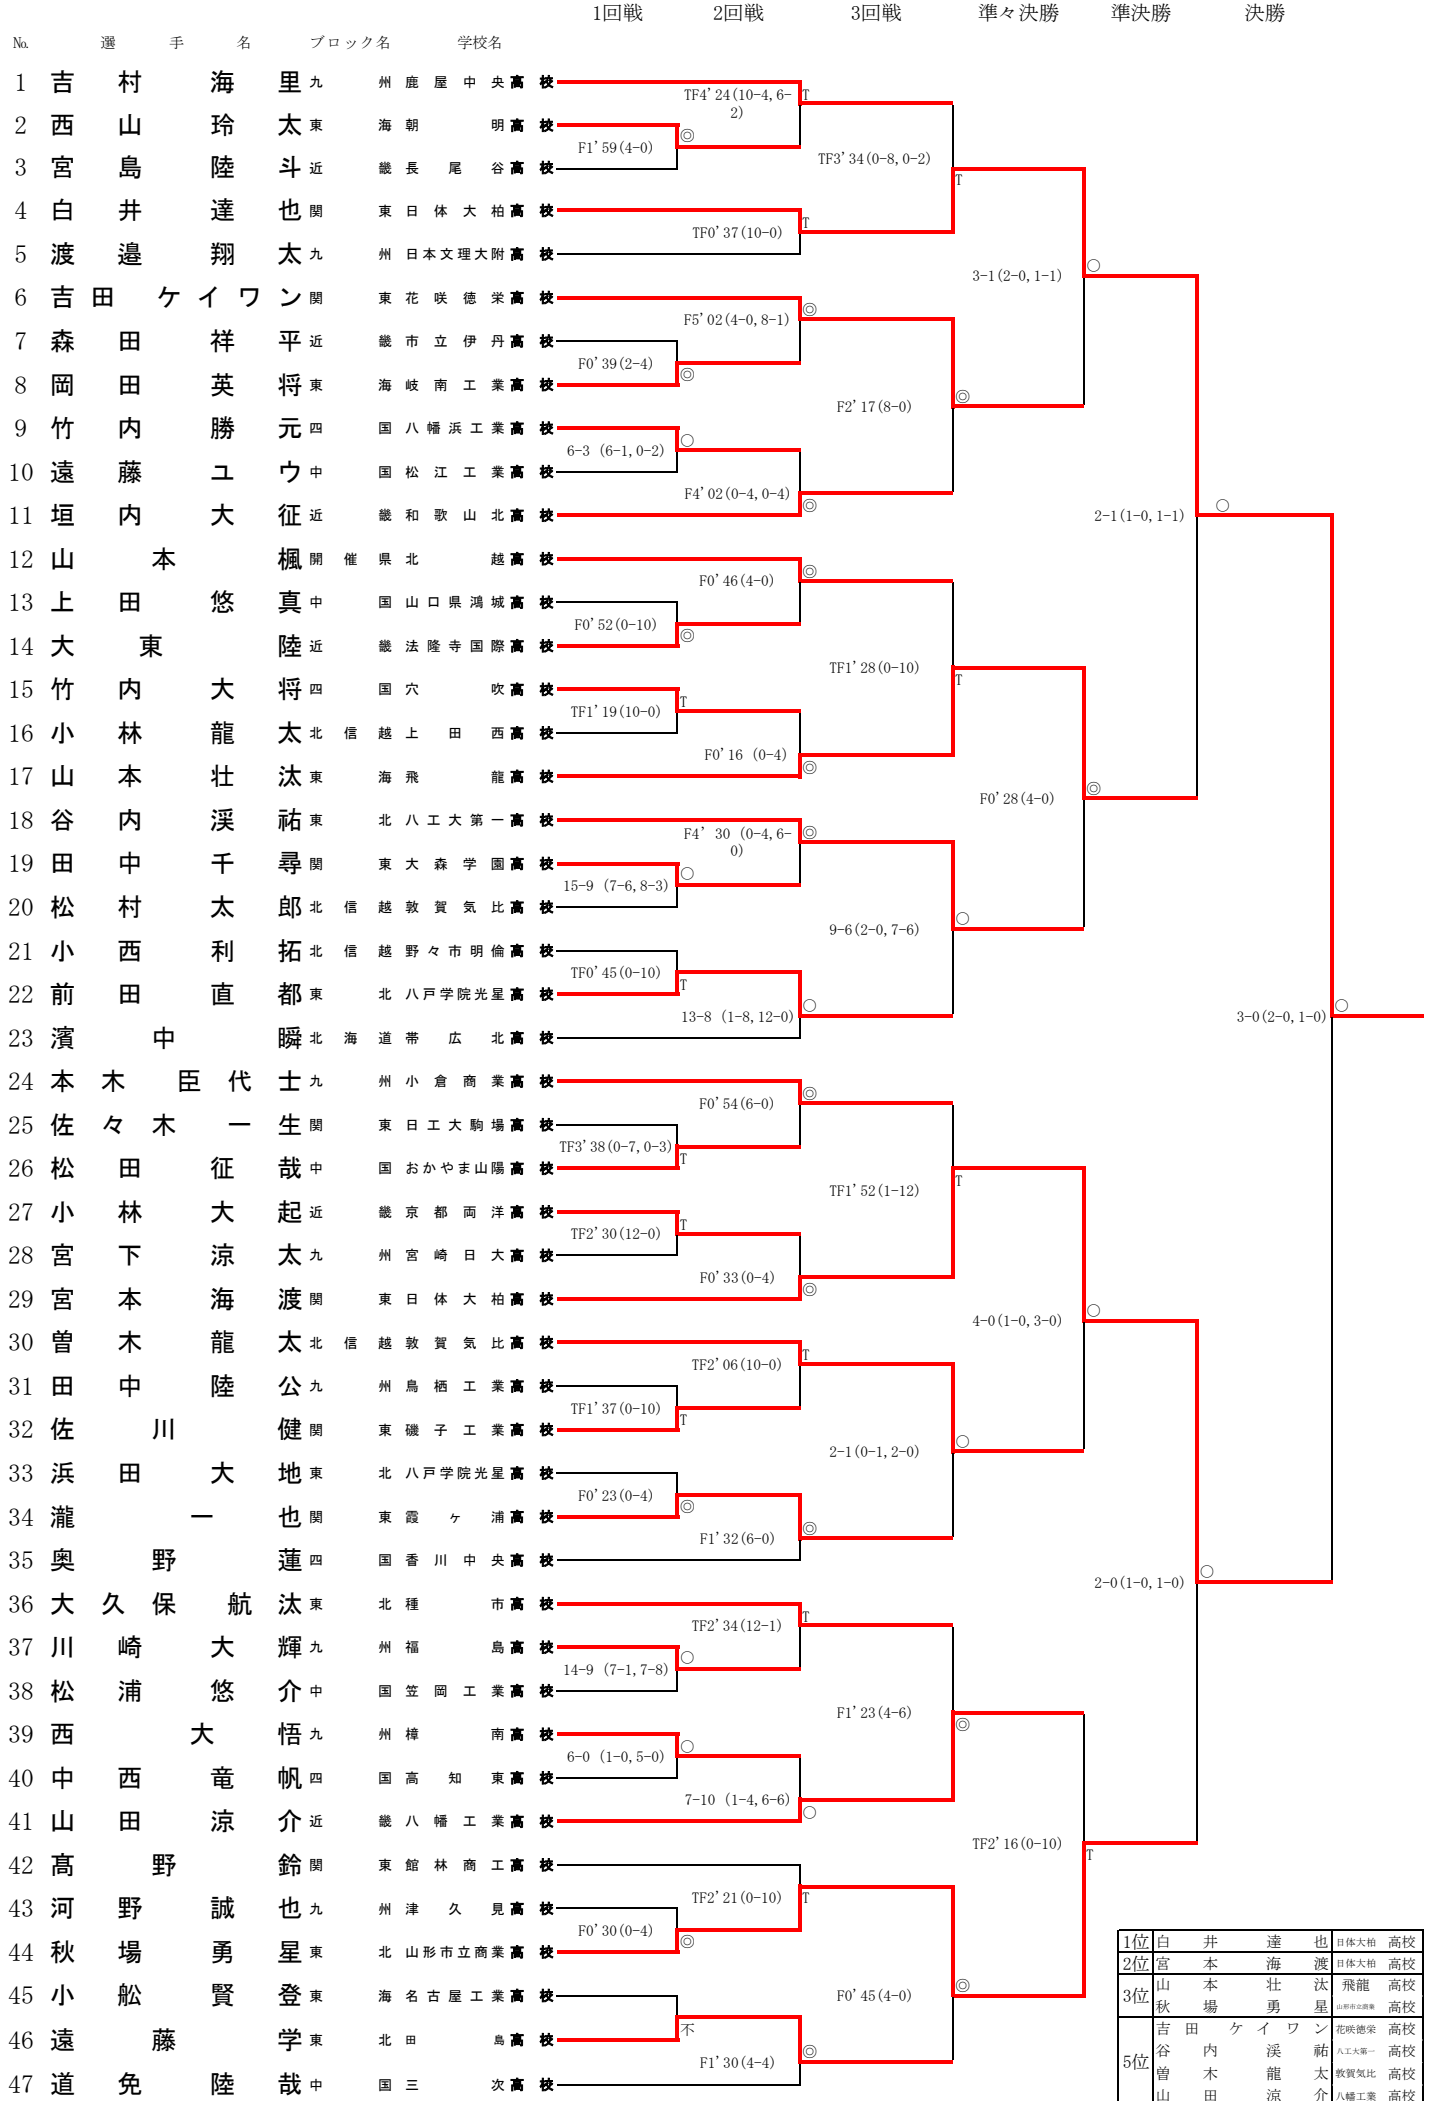 1回戦 2回戦 3回戦 準々決勝 準決勝 決勝
№ 選手名 ブロック名 学校名
1 吉村海里 九州 鹿屋中央高校
TF4'24(10-4,6-2) T
2 西山玲太 東海 朝明高校
F1'59(4-0) ◎
TF3'34(0-8,0-2) T
3 宮島陸斗 近畿 長尾谷高校
4 白井達也 関東 日体大柏高校
TF0'37(10-0) T
5 渡邉翔太 九州 日本文理大附高校
3-1(2-0,1-1) ○
6 吉田ケイワン 関東 花咲徳栄高校
F5'02(4-0,8-1) ◎
7 森田祥平 近畿 市立伊丹高校
F0'39(2-4) ◎
8 岡田英将 東海 岐南工業高校
F2'17(8-0) ◎
9 竹内勝元 四国 八幡浜工業高校
6-3 (6-1,0-2) ○
10 遠藤ユウ 中国 松江工業高校
F4'02(0-4,0-4) ◎
11 垣内大征 近畿 和歌山北高校
2-1(1-0,1-1) ○
12 山本楓 開催県 北越高校
F0'46(4-0) ◎
13 上田悠真 中国 山口県鴻城高校
F0'52(0-10) ◎
14 大東陸 近畿 法隆寺国際高校
TF1'28(0-10) T
15 竹内大将 四国 穴吹高校
TF1'19(10-0) T
16 小林龍太 北信越 上田西高校
F0'16 (0-4) ◎
17 山本壮汰 東海 飛龍高校
F0'28(4-0) ◎
18 谷内渓祐 東北 八工大第一高校
F4' 30 (0-4,6-0) ◎
19 田中千尋 関東 大森学園高校
15-9 (7-6,8-3) ○
20 松村太郎 北信越 敦賀気比高校
9-6(2-0,7-6) ○
21 小西利拓 北信越 野々市明倫高校
TF0'45(0-10) T
22 前田直都 東北 八戸学院光星高校
13-8 (1-8,12-0) ○
3-0(2-0,1-0) ○
23 濱中瞬 北海道 帯広北高校
24 本木臣代士 九州 小倉商業高校
F0'54(6-0) ◎
25 佐々木一生 関東 日工大駒場高校
TF3'38(0-7,0-3) T
26 松田征哉 中国 おかやま山陽高校
TF1'52(1-12) T
27 小林大起 近畿 京都両洋高校
TF2'30(12-0) T
28 宮下涼太 九州 宮崎日大高校
F0'33(0-4) ◎
29 宮本海渡 関東 日体大柏高校
4-0(1-0,3-0) ○
30 曽木龍太 北信越 敦賀気比高校
TF2'06(10-0) T
31 田中陸公 九州 鳥栖工業高校
TF1'37(0-10) T
32 佐川健 関東 磯子工業高校
2-1(0-1,2-0) ○
33 浜田大地 東北 八戸学院光星高校
F0'23(0-4) ◎
34 瀧一也 関東 霞ヶ浦高校
F1'32(6-0) ◎
35 奥野蓮 四国 香川中央高校
2-0(1-0,1-0) ○
36 大久保航汰 東北 種市高校
TF2'34(12-1) T
37 川崎大輝 九州 福島高校
14-9 (7-1,7-8) ○
38 松浦悠介 中国 笠岡工業高校
F1'23(4-6) ◎
39 西大悟 九州 樟南高校
6-0 (1-0,5-0) ○
40 中西竜帆 四国 高知東高校
7-10 (1-4,6-6) ○
41 山田涼介 近畿 八幡工業高校
TF2'16(0-10) T
42 髙野鈴 関東 館林商工高校
TF2'21(0-10) T
43 河野誠也 九州 津久見高校
F0'30(0-4) ◎
44 秋場勇星 東北 山形市立商業高校
F0'45(4-0) ◎
45 小舩賢登 東海 名古屋工業高校
不
46 遠藤学 東北 田島高校
F1'30(4-4) ◎
47 道免陸哉 中国 三次高校
1位 白井達也 日体大柏 高校
2位 宮本海渡 日体大柏 高校
3位 山本壮汰 飛龍 高校
秋場勇星 山形市立商業 高校
5位 吉田ケイワン 花咲徳栄 高校
谷内渓祐 八工大第一 高校
曽木龍太 敦賀気比 高校
山田涼介 八幡工業 高校